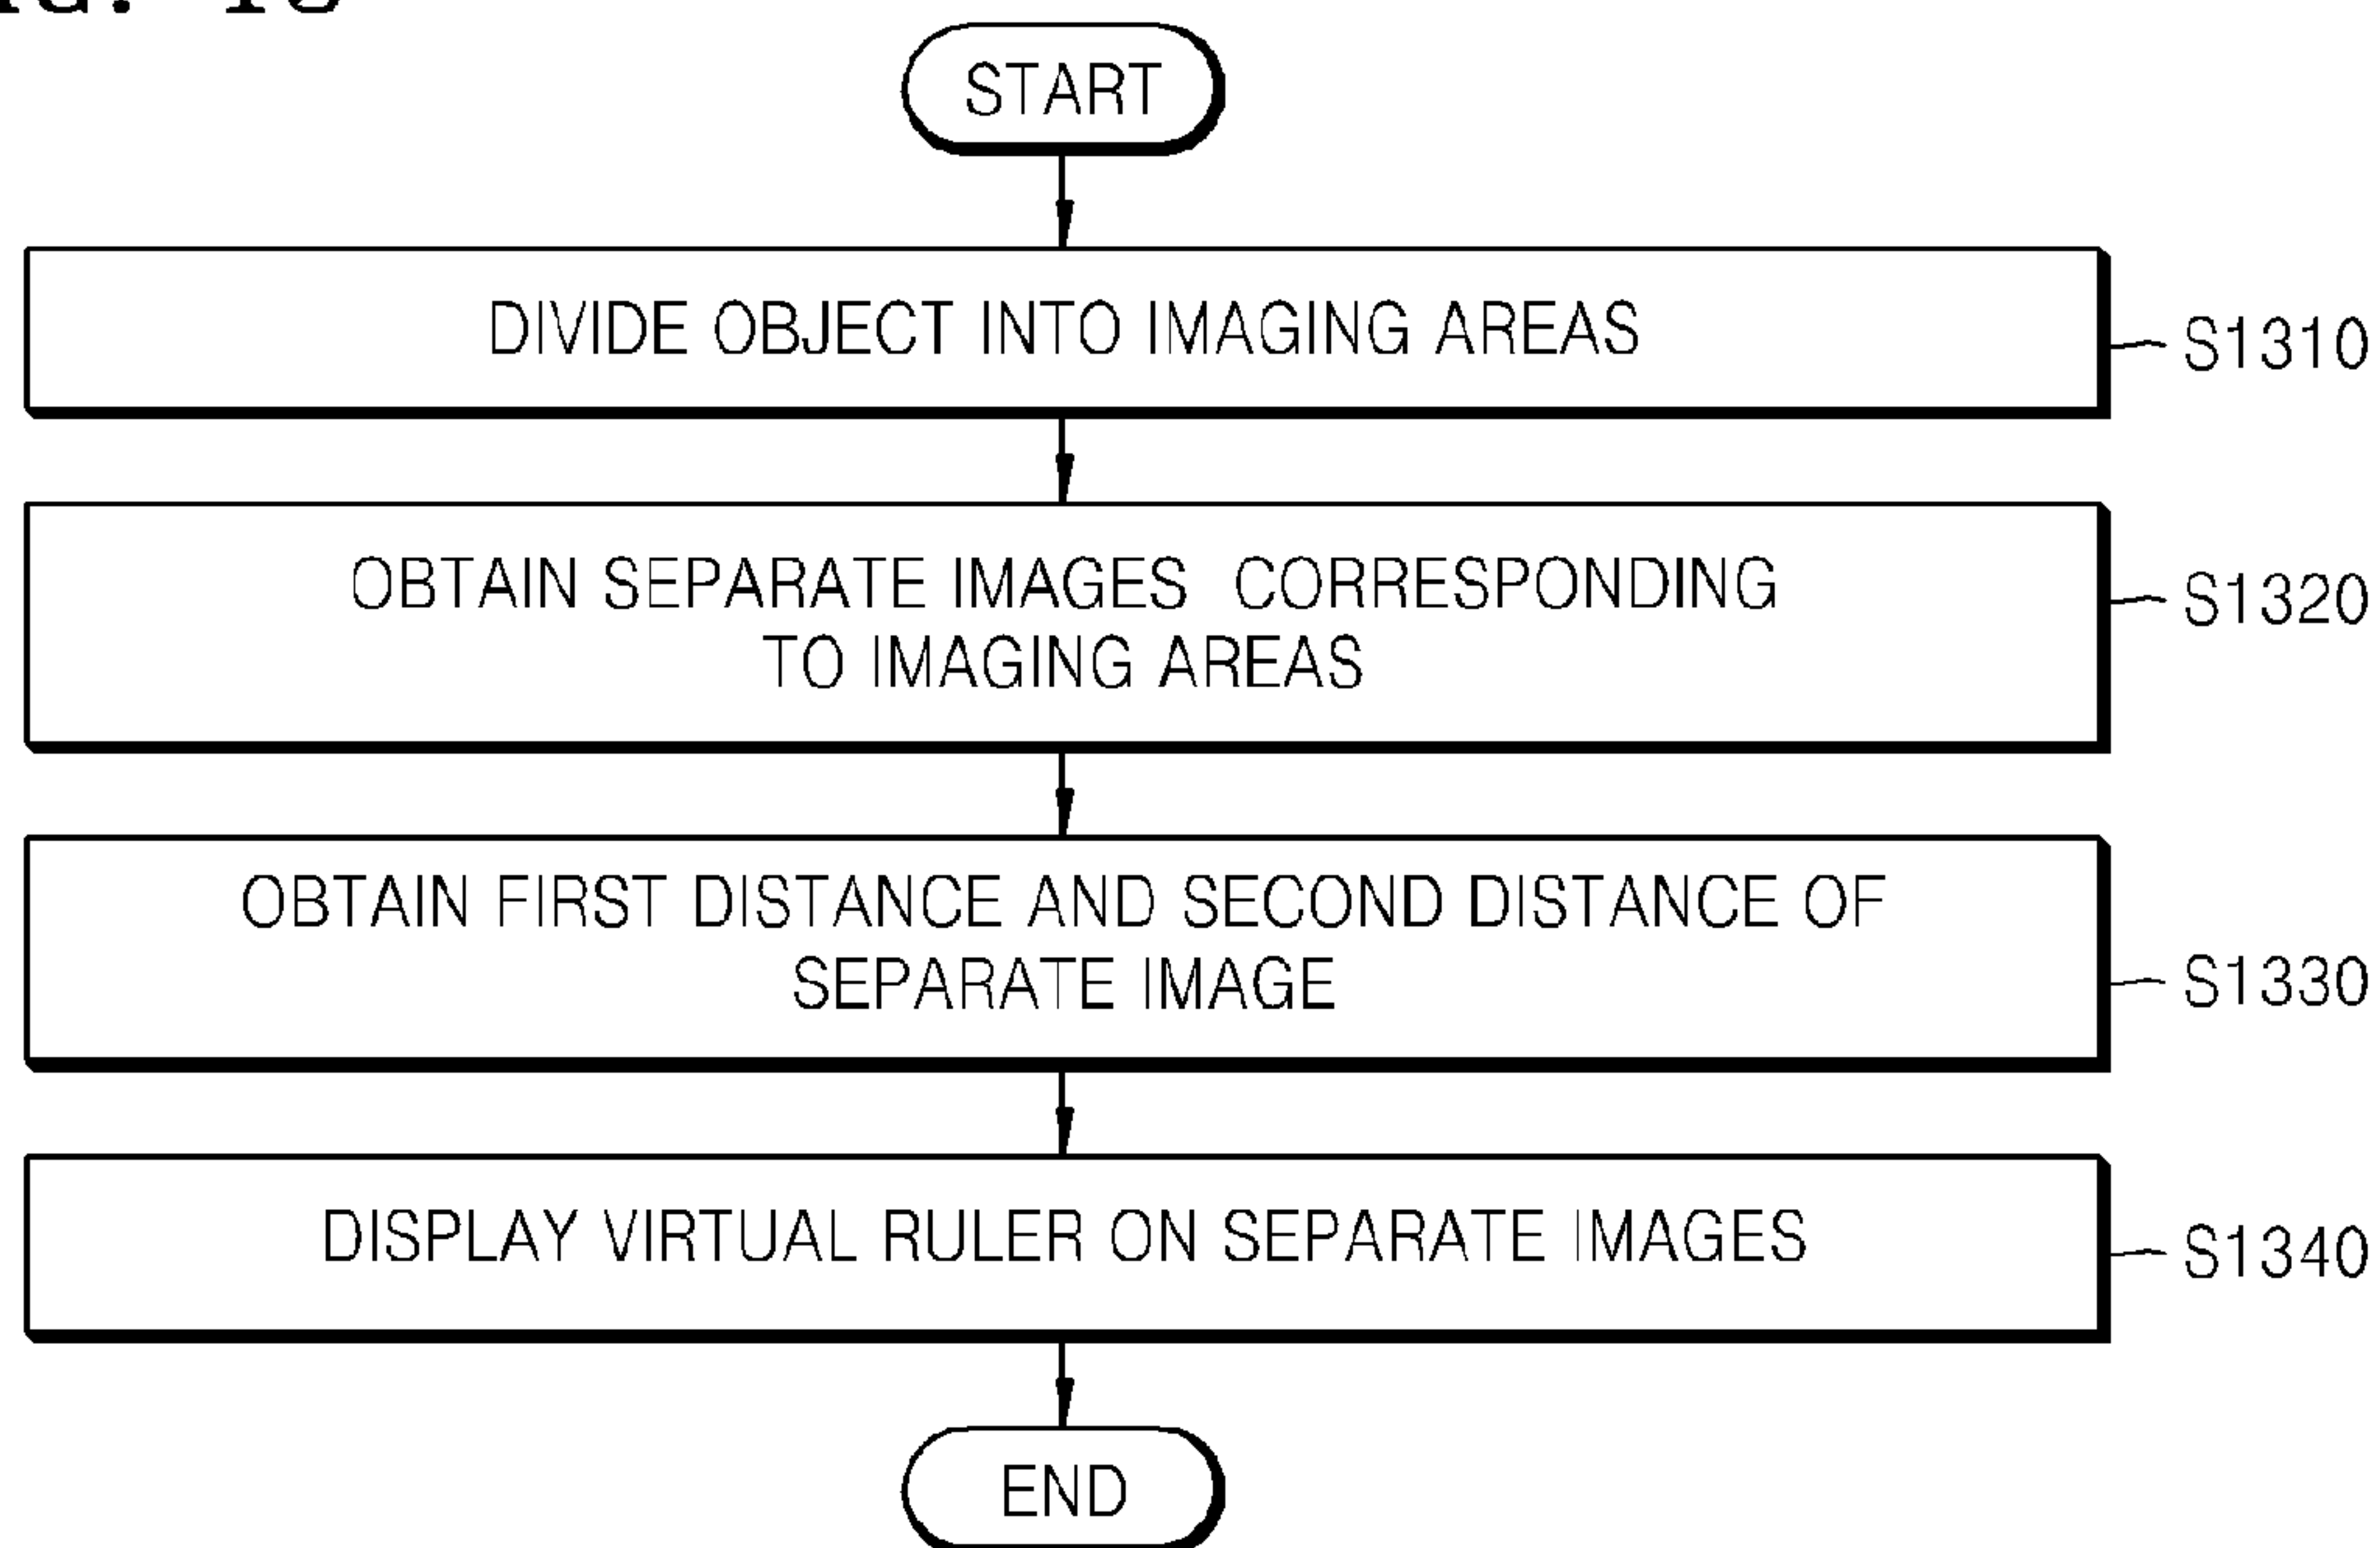 START
DIVIDE OBJECT INTO IMAGING AREAS
S1310
OBTAIN SEPARATE IMAGES CORRESPONDING
TO IMAGING AREAS
S1320
OBTAIN FIRST DISTANCE AND SECOND DISTANCE OF
SEPARATE IMAGE
S1330
DISPLAY VIRTUAL RULER ON SEPARATE IMAGES
S1340
END